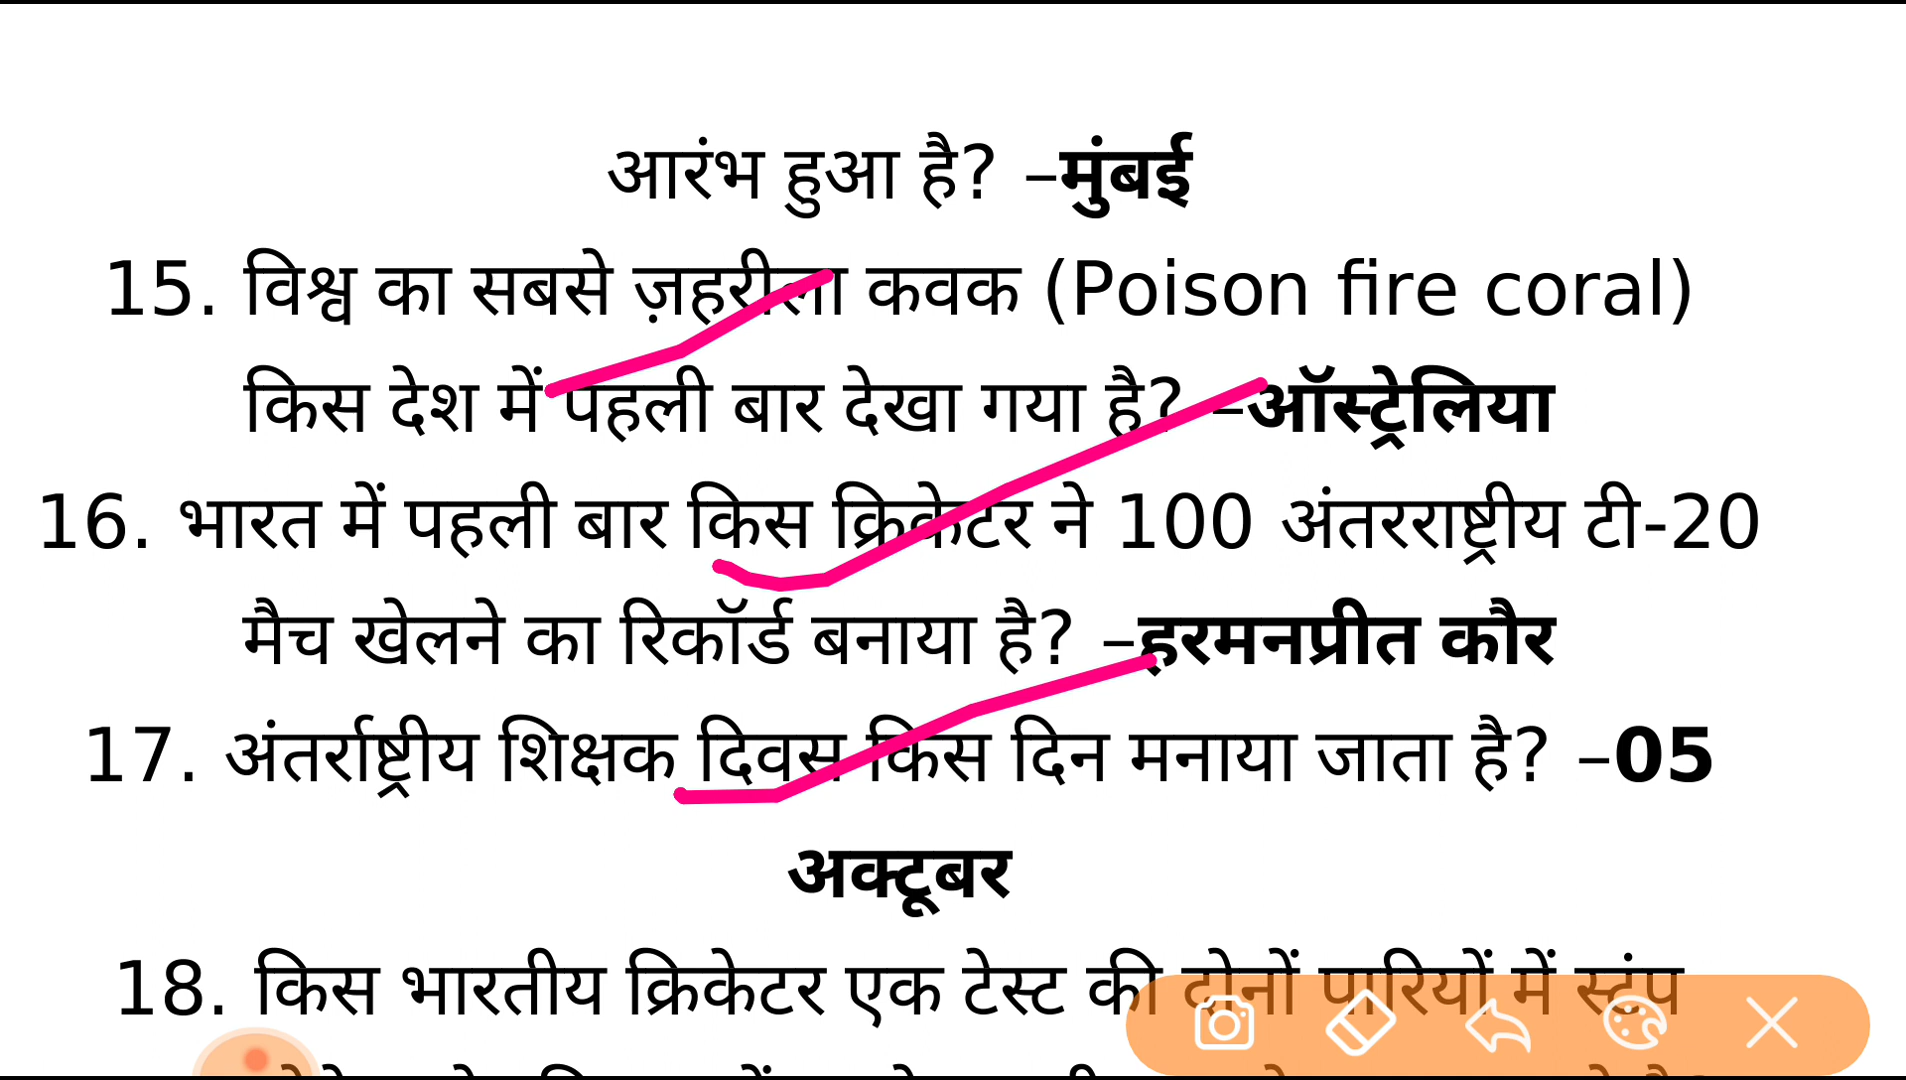 आरंभ हुआ है? –मुंबई
15. विश्व का सबसे ज़हरीला कवक (Poison fire coral)
किस देश में पहली बार देखा गया है? –ऑस्ट्रेलिया
16. भारत में पहली बार किस क्रिकेटर ने 100 अंतरराष्ट्रीय टी-20
मैच खेलने का रिकॉर्ड बनाया है? –हरमनप्रीत कौर
17. अंतर्राष्ट्रीय शिक्षक दिवस किस दिन मनाया जाता है? –05
अक्टूबर
18. किस भारतीय क्रिकेटर एक टेस्ट की दोनों पारियों में स्टंप